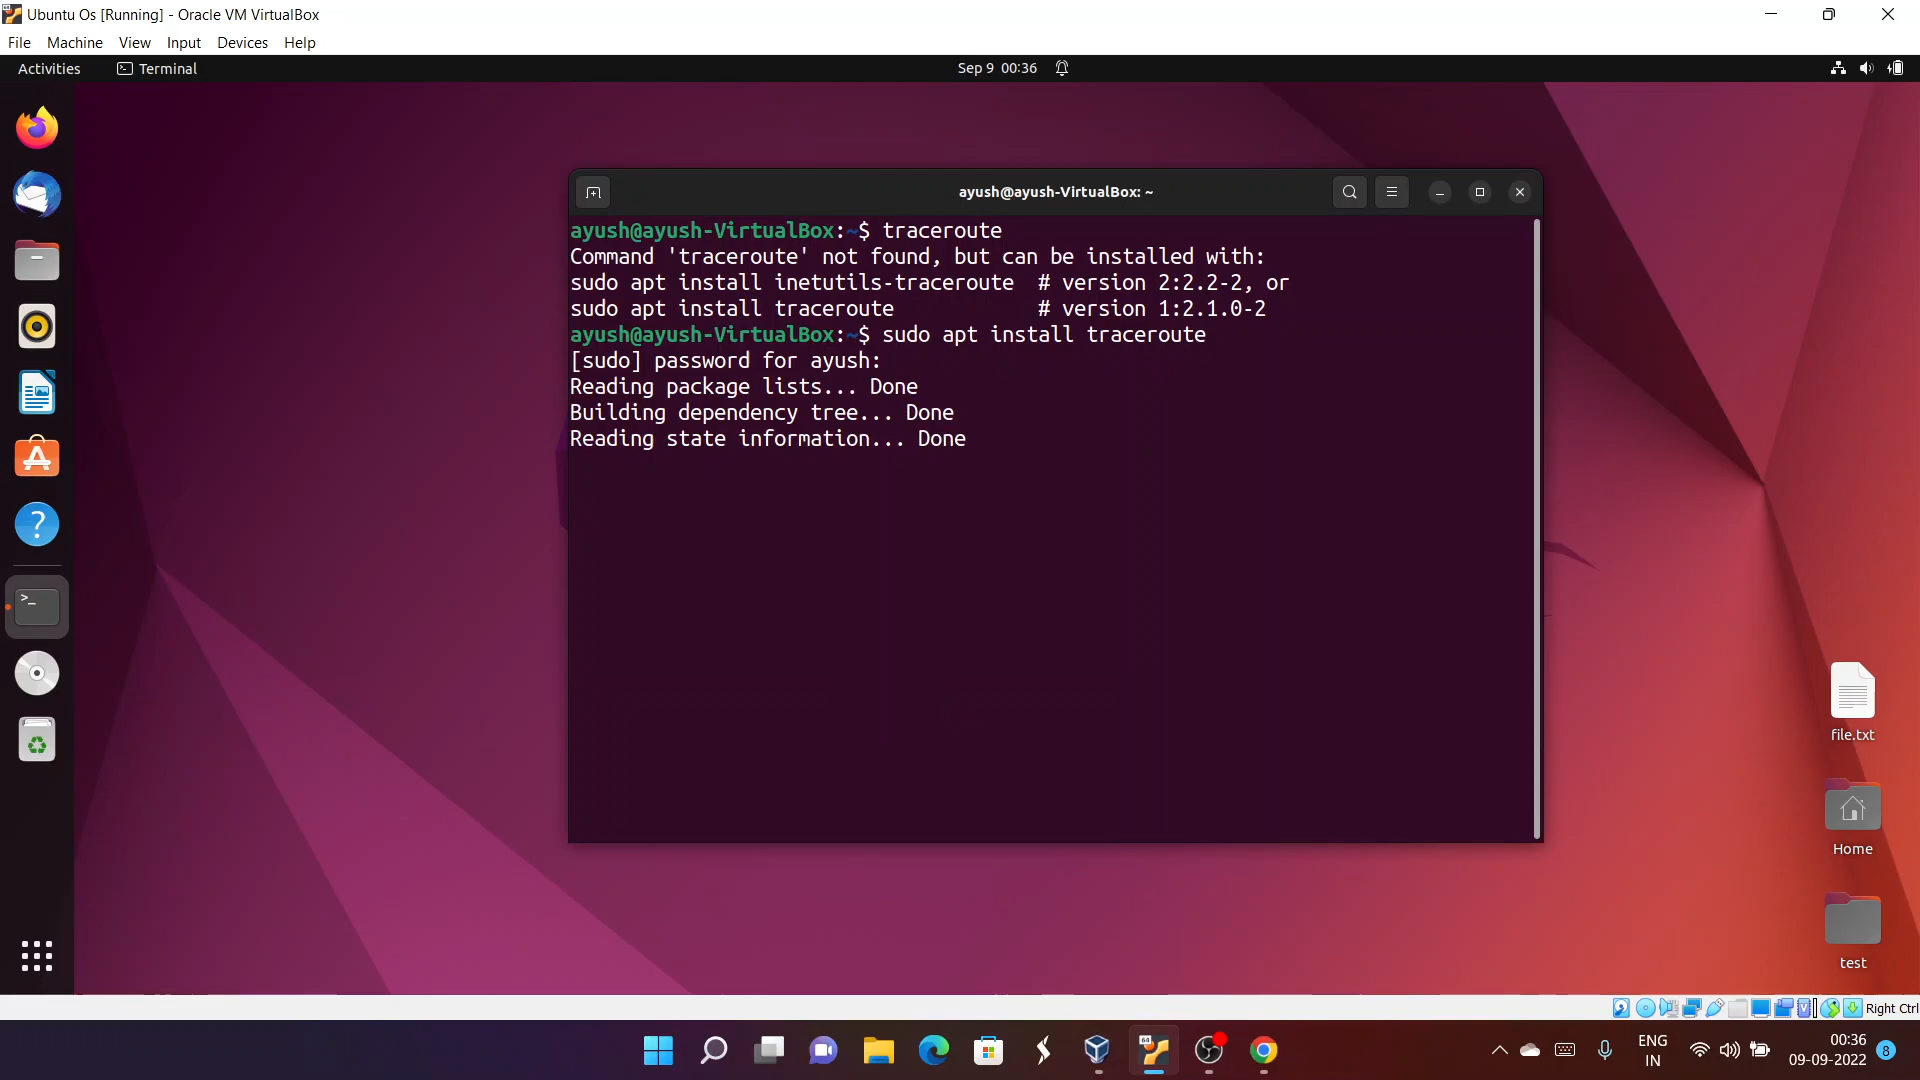 Ubuntu Os [Running] - Oracle VM VirtualBox
File Machine View Input Devices Help
Activities Terminal Sep 9 00:36
ayush@ayush-VirtualBox: ~
ayush@ayush-VirtualBox:~$ traceroute
Command 'traceroute' not found, but can be installed with:
sudo apt install inetutils-traceroute # version 2:2.2-2, or
sudo apt install traceroute # version 1:2.1.0-2
ayush@ayush-VirtualBox:~$ sudo apt install traceroute
[sudo] password for ayush:
Reading package lists... Done
Building dependency tree... Done
Reading state information... Done
file.txt
Home
test
Right Ctrl
64
ENG
IN
00:36
09-09-2022
8